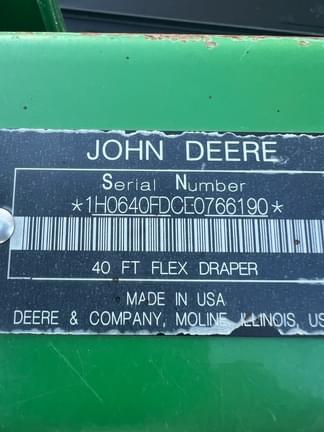 JOHN DEERE
Serial Number
*1H0640FDCE0766190*
40 FT FLEX DRAPER
MADE IN USA
DEERE & COMPANY, MOLINE, ILLINOIS, US